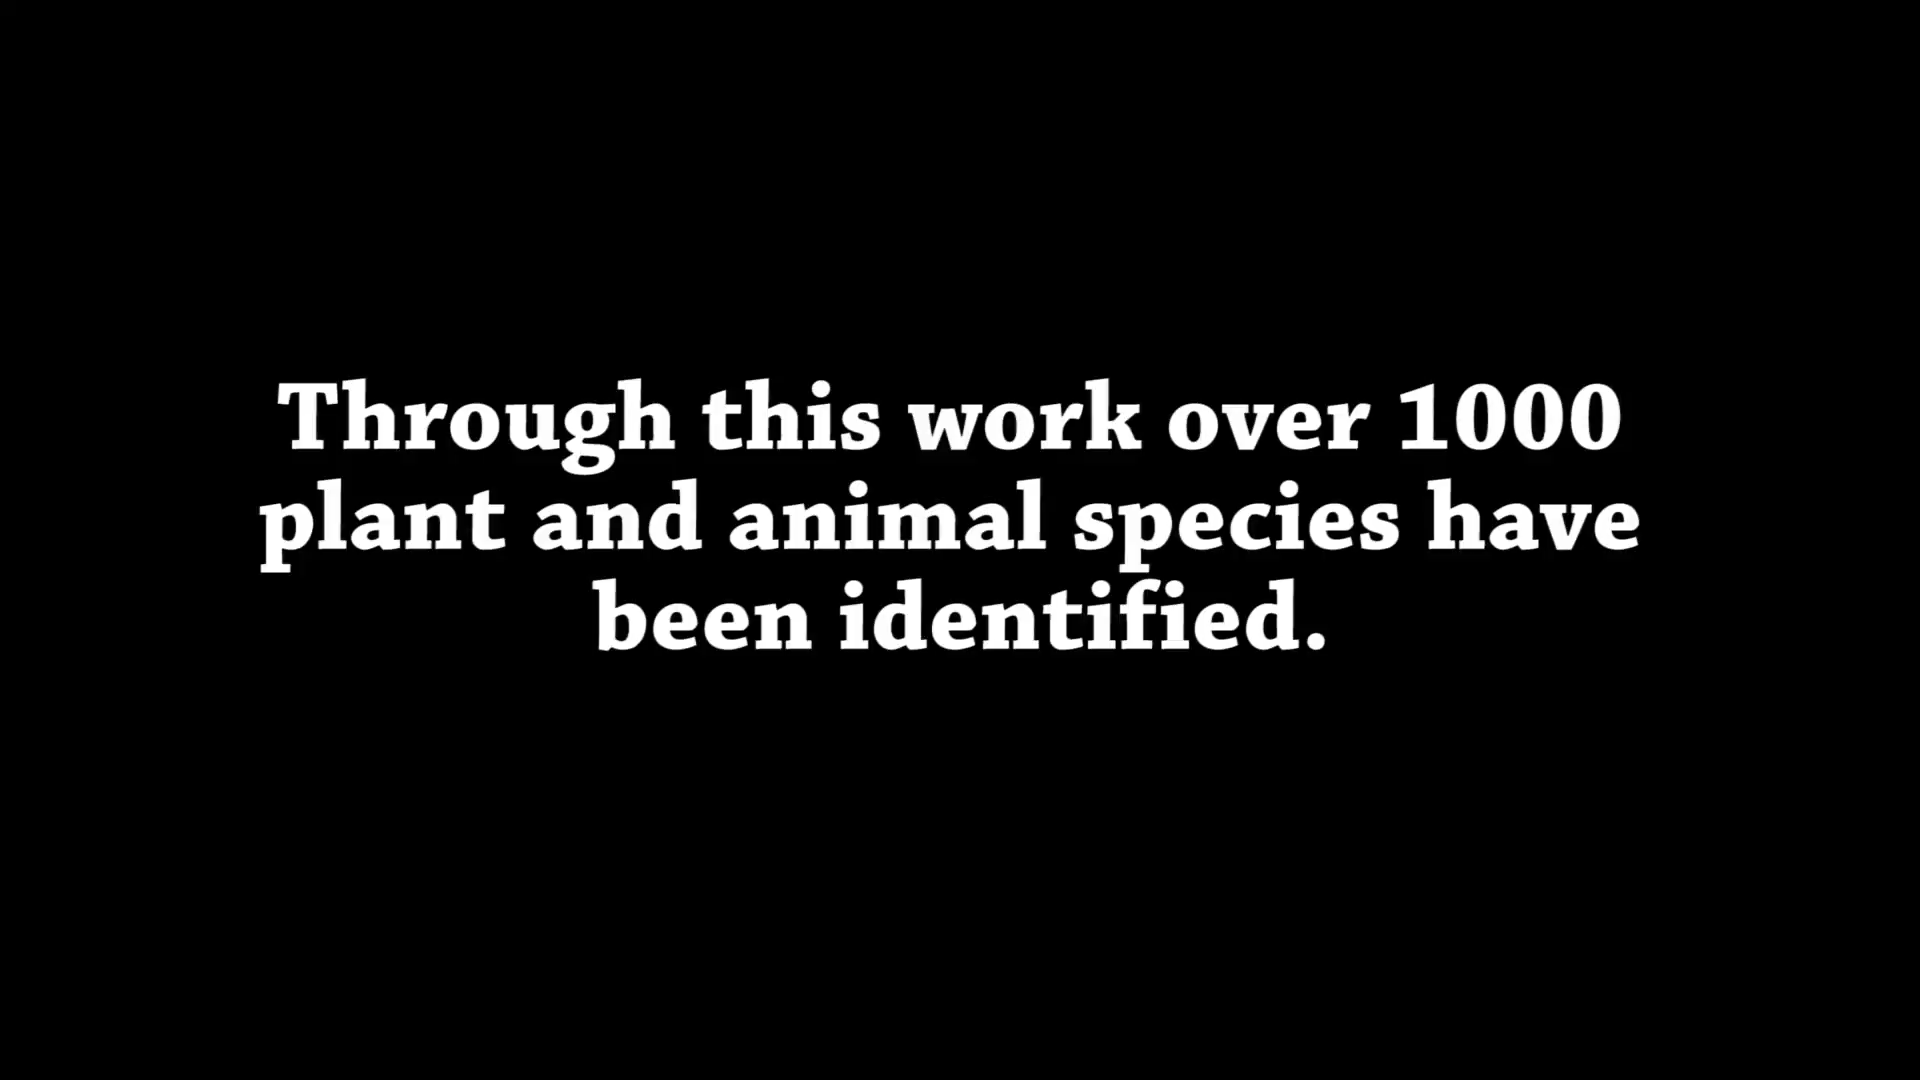 Through this work over 1000
plant and animal species have
been identified.